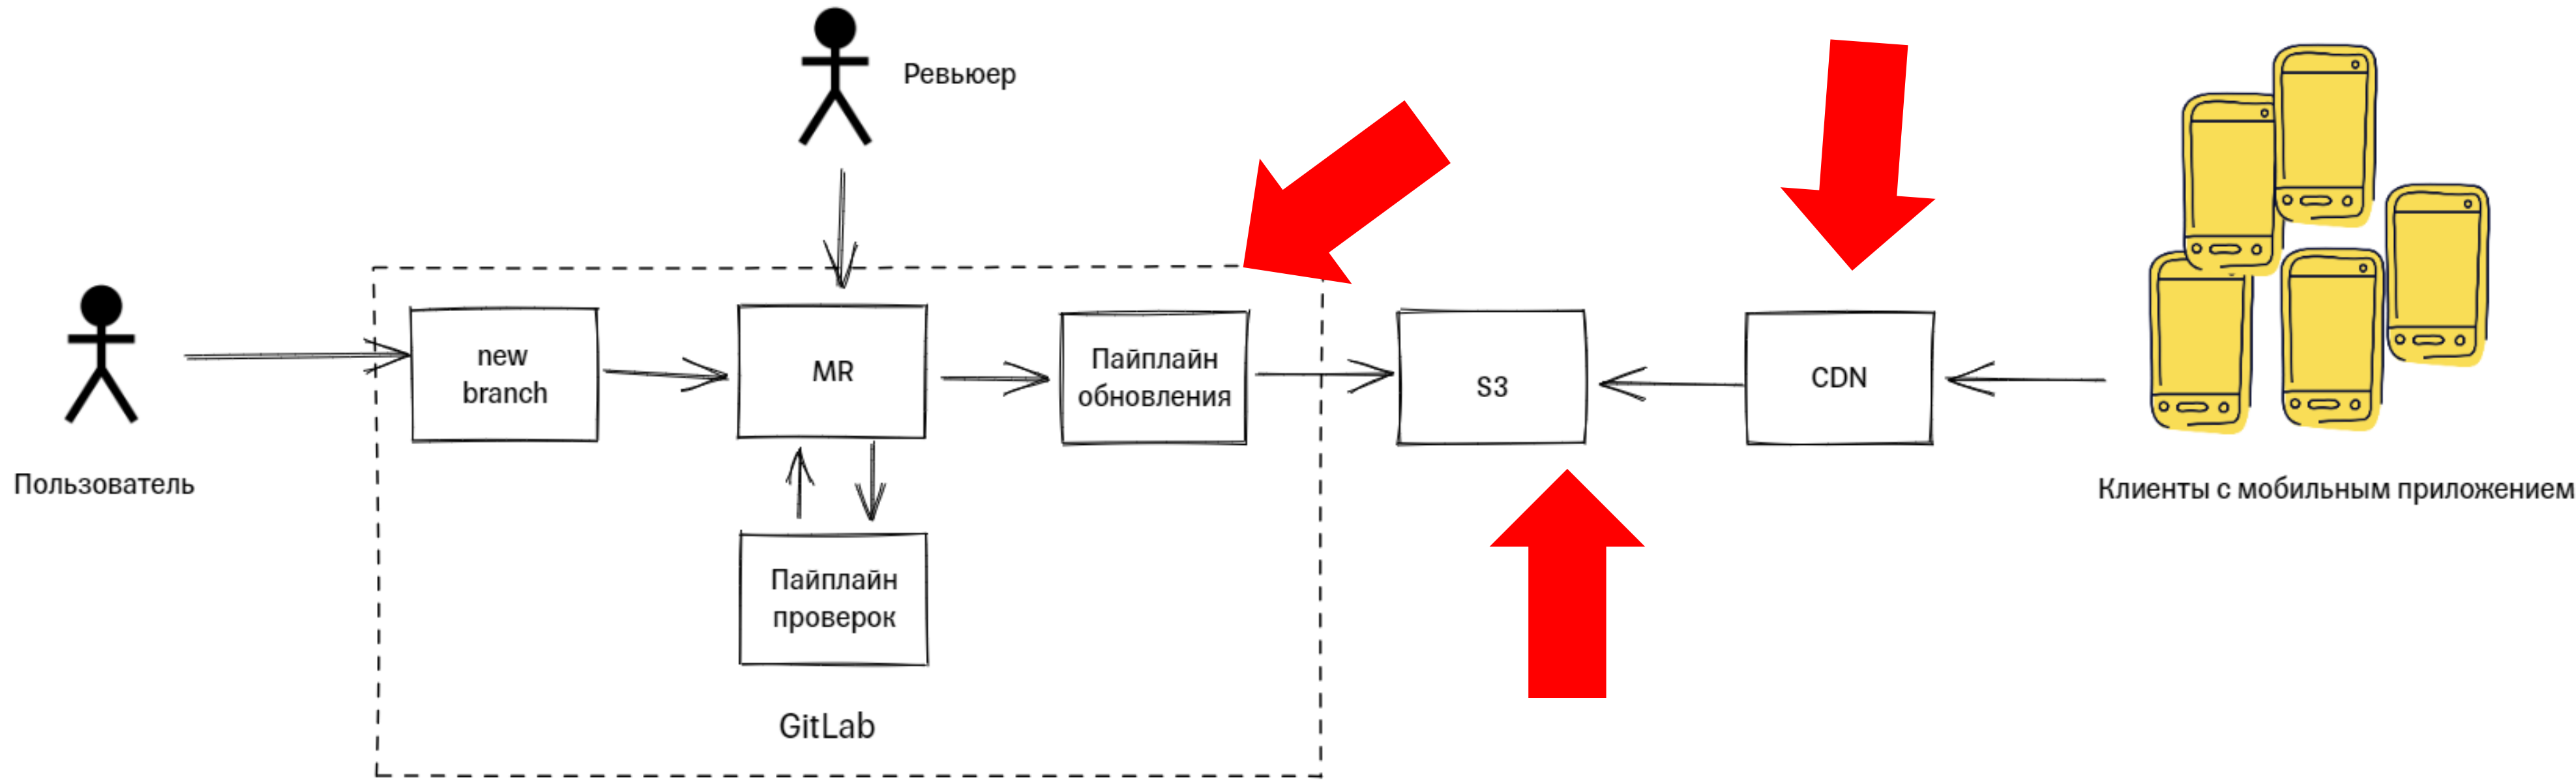 Ревьюер
Пользователь
new
branch
MR
Пайплайн
обновления
S3
CDN
Клиенты с мобильным приложением
Пайплайн
проверок
GitLab